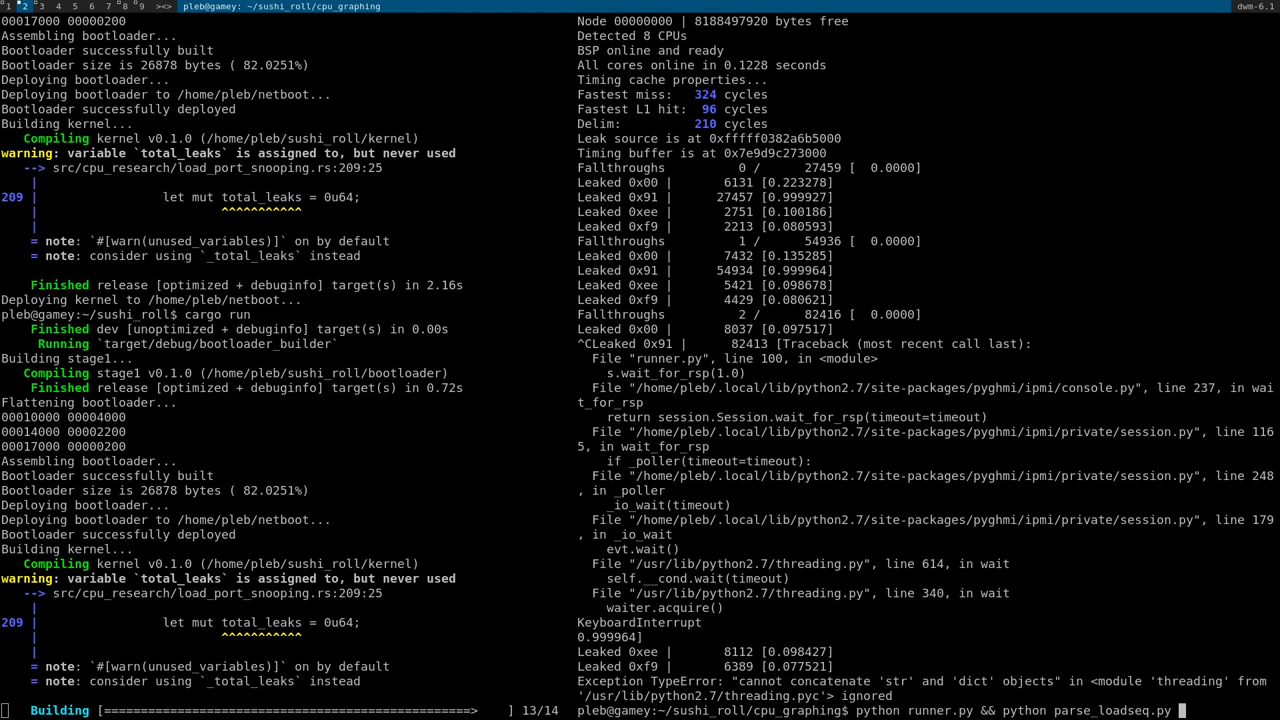 1 2 3 4 5 6 7 8 9 ><> pleb@gamey: ~/sushi_roll/cpu_graphing dwm-6.1
00017000 00000200
Assembling bootloader...
Bootloader successfully built
Bootloader size is 26878 bytes ( 82.0251%)
Deploying bootloader...
Deploying bootloader to /home/pleb/netboot...
Bootloader successfully deployed
Building kernel...
Compiling kernel v0.1.0 (/home/pleb/sushi_roll/kernel)
warning: variable `total_leaks` is assigned to, but never used
--> src/cpu_research/load_port_snooping.rs:209:25
|
209 | let mut total_leaks = 0u64;
| ^^^^^^^^^^^
|
= note: `#[warn(unused_variables)]` on by default
= note: consider using `_total_leaks` instead
Finished release [optimized + debuginfo] target(s) in 2.16s
Deploying kernel to /home/pleb/netboot...
pleb@gamey:~/sushi_roll$ cargo run
Finished dev [unoptimized + debuginfo] target(s) in 0.00s
Running `target/debug/bootloader_builder`
Building stage1...
Compiling stage1 v0.1.0 (/home/pleb/sushi_roll/bootloader)
Finished release [optimized + debuginfo] target(s) in 0.72s
Flattening bootloader...
00010000 00004000
00014000 00002200
00017000 00000200
Assembling bootloader...
Bootloader successfully built
Bootloader size is 26878 bytes ( 82.0251%)
Deploying bootloader...
Deploying bootloader to /home/pleb/netboot...
Bootloader successfully deployed
Building kernel...
Compiling kernel v0.1.0 (/home/pleb/sushi_roll/kernel)
warning: variable `total_leaks` is assigned to, but never used
--> src/cpu_research/load_port_snooping.rs:209:25
|
209 | let mut total_leaks = 0u64;
| ^^^^^^^^^^^
|
= note: `#[warn(unused_variables)]` on by default
= note: consider using `_total_leaks` instead
Building [===============================================> ] 13/14
Node 00000000 | 8188497920 bytes free
Detected 8 CPUs
BSP online and ready
All cores online in 0.1228 seconds
Timing cache properties...
Fastest miss: 324 cycles
Fastest L1 hit: 96 cycles
Delim: 210 cycles
Leak source is at 0xfffff0382a6b5000
Timing buffer is at 0x7e9d9c273000
Fallthroughs 0 / 27459 [ 0.0000]
Leaked 0x00 | 6131 [0.223278]
Leaked 0x91 | 27457 [0.999927]
Leaked 0xee | 2751 [0.100186]
Leaked 0xf9 | 2213 [0.080593]
Fallthroughs 1 / 54936 [ 0.0000]
Leaked 0x00 | 7432 [0.135285]
Leaked 0x91 | 54934 [0.999964]
Leaked 0xee | 5421 [0.098678]
Leaked 0xf9 | 4429 [0.080621]
Fallthroughs 2 / 82416 [ 0.0000]
Leaked 0x00 | 8037 [0.097517]
^CLeaked 0x91 | 82413 [Traceback (most recent call last):
File "runner.py", line 100, in <module>
s.wait_for_rsp(1.0)
File "/home/pleb/.local/lib/python2.7/site-packages/pyghmi/ipmi/console.py", line 237, in wai
t_for_rsp
return session.Session.wait_for_rsp(timeout=timeout)
File "/home/pleb/.local/lib/python2.7/site-packages/pyghmi/ipmi/private/session.py", line 116
5, in wait_for_rsp
if _poller(timeout=timeout):
File "/home/pleb/.local/lib/python2.7/site-packages/pyghmi/ipmi/private/session.py", line 248
, in _poller
_io_wait(timeout)
File "/home/pleb/.local/lib/python2.7/site-packages/pyghmi/ipmi/private/session.py", line 179
, in _io_wait
evt.wait()
File "/usr/lib/python2.7/threading.py", line 614, in wait
self.__cond.wait(timeout)
File "/usr/lib/python2.7/threading.py", line 340, in wait
waiter.acquire()
KeyboardInterrupt
0.999964]
Leaked 0xee | 8112 [0.098427]
Leaked 0xf9 | 6389 [0.077521]
Exception TypeError: "cannot concatenate 'str' and 'dict' objects" in <module 'threading' from
'/usr/lib/python2.7/threading.pyc'> ignored
pleb@gamey:~/sushi_roll/cpu_graphing$ python runner.py && python parse_loadseq.py